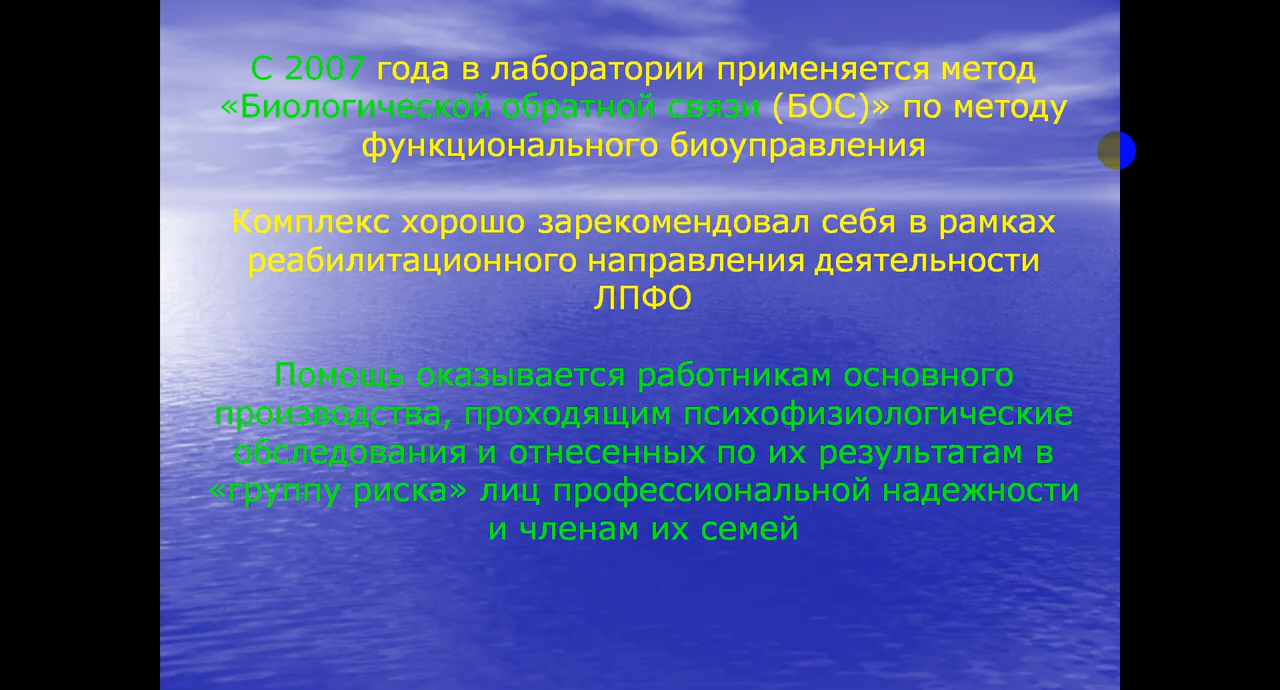 С 2007 года в лаборатории применяется метод
«Биологической обратной связи (БОС)» по методу
функционального биоуправления
Комплекс хорошо зарекомендовал себя в рамках
реабилитационного направления деятельности
ЛПФО
Помощь оказывается работникам основного
производства, проходящим психофизиологические
обследования и отнесенных по их результатам в
«группу риска» лиц профессиональной надежности
и членам их семей